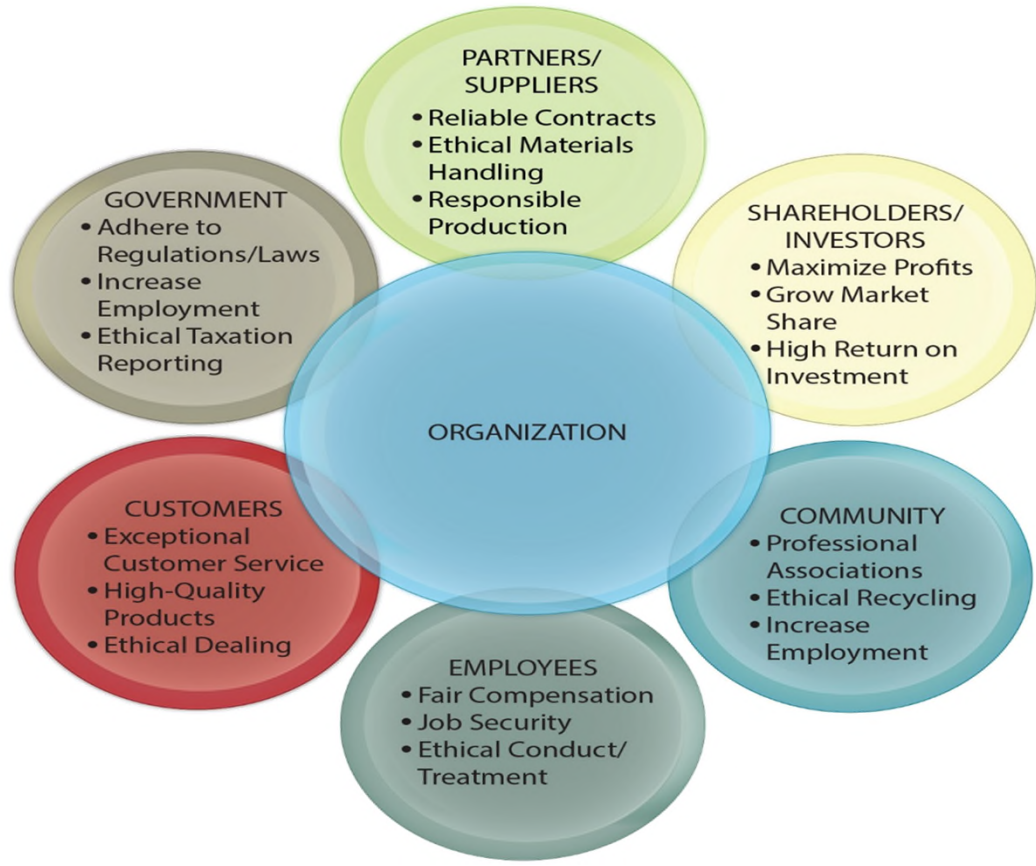 PARTNERS/
SUPPLIERS
• Reliable Contracts
• Ethical Materials
Handling
• Responsible
Production
GOVERNMENT
• Adhere to
Regulations/Laws
• Increase
Employment
• Ethical Taxation
Reporting
SHAREHOLDERS/
INVESTORS
• Maximize Profits
• Grow Market
Share
• High Return on
Investment
ORGANIZATION
CUSTOMERS
• Exceptional
Customer Service
• High-Quality
Products
• Ethical Dealing
COMMUNITY
• Professional
Associations
• Ethical Recycling
• Increase
Employment
EMPLOYEES
• Fair Compensation
• Job Security
• Ethical Conduct/
Treatment